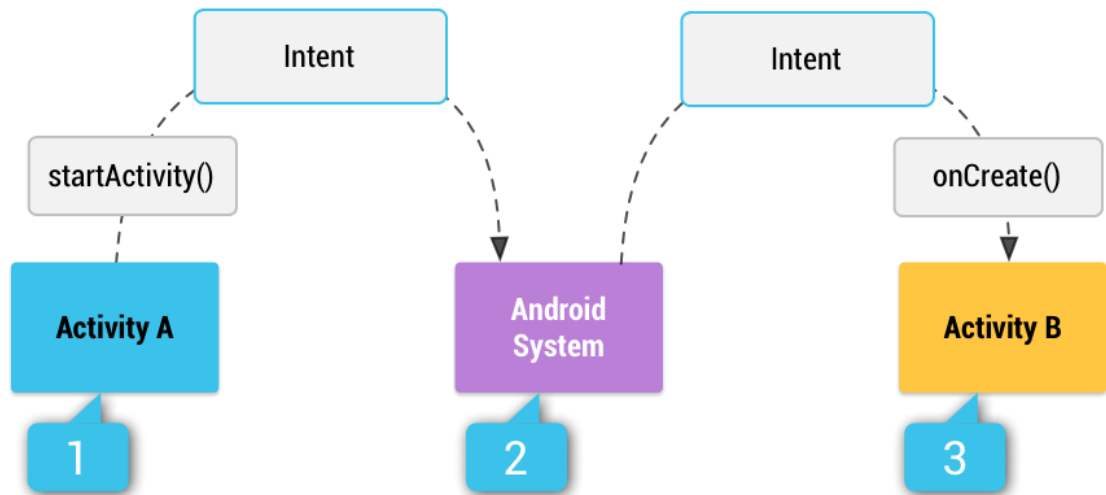 Intent
Intent
startActivity()
onCreate()
Activity A
Android
System
Activity B
1
2
3